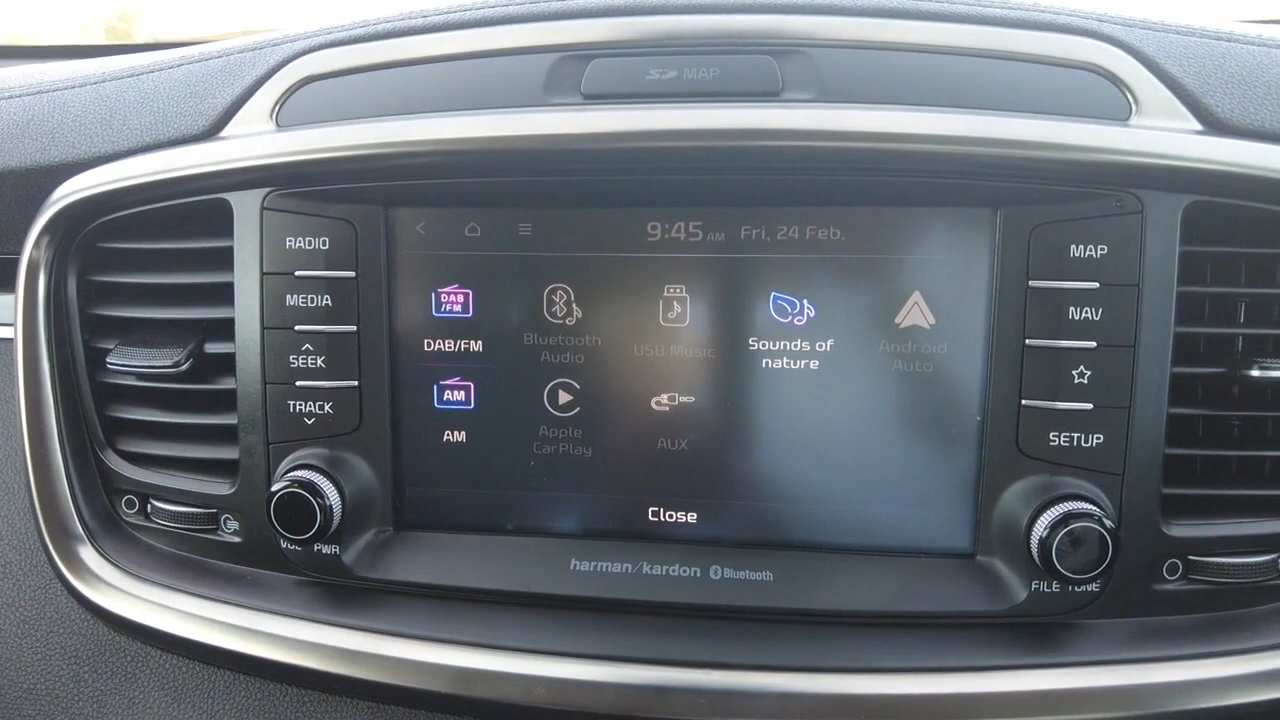 SD MAP
RADIO
MEDIA
SEEK
TRACK
VOL PWR
9:45 AM Fri, 24 Feb.
DAB
/FM
DAB/FM
Bluetooth
Audio
USB Music
Sounds of
nature
Android
Auto
AM
AM
Apple
CarPlay
AUX
Close
MAP
NAV
SETUP
FILE TUNE
harman/kardon Bluetooth